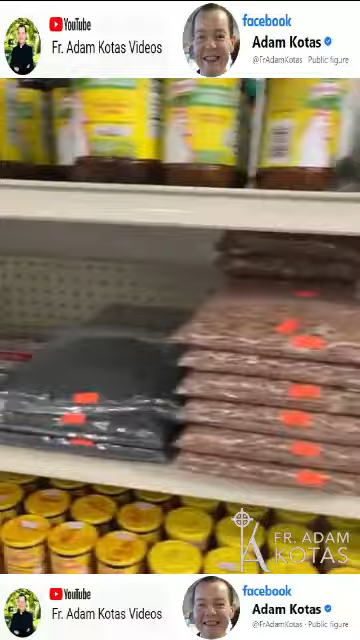 YouTube
Fr. Adam Kotas Videos
facebook
Adam Kotas
@FrAdamKotas · Public figure
FR. ADAM
KOTAS
YouTube
Fr. Adam Kotas Videos
facebook
Adam Kotas
@FrAdamKotas · Public figure